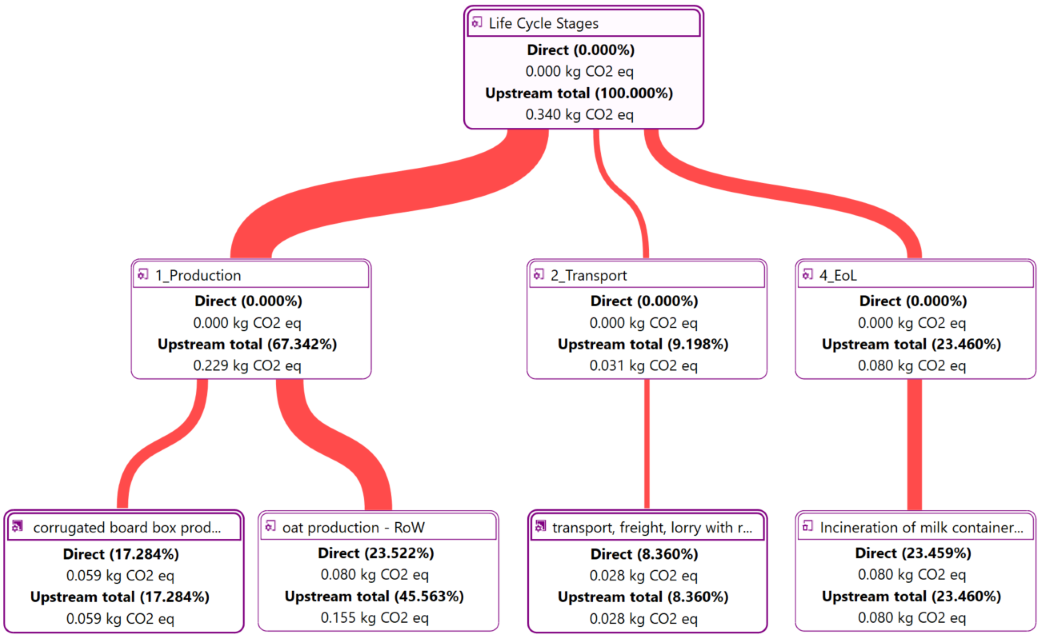 Life Cycle Stages
Direct (0.000%)
0.000 kg CO2 eq
Upstream total (100.000%)
0.340 kg CO2 eq
1_Production
Direct (0.000%)
0.000 kg CO2 eq
Upstream total (67.342%)
0.229 kg CO2 eq
2_Transport
Direct (0.000%)
0.000 kg CO2 eq
Upstream total (9.198%)
0.031 kg CO2 eq
4_EoL
Direct (0.000%)
0.000 kg CO2 eq
Upstream total (23.460%)
0.080 kg CO2 eq
corrugated board box prod...
Direct (17.284%)
0.059 kg CO2 eq
Upstream total (17.284%)
0.059 kg CO2 eq
oat production - RoW
Direct (23.522%)
0.080 kg CO2 eq
Upstream total (45.563%)
0.155 kg CO2 eq
transport, freight, lorry with r...
Direct (8.360%)
0.028 kg CO2 eq
Upstream total (8.360%)
0.028 kg CO2 eq
Incineration of milk container...
Direct (23.459%)
0.080 kg CO2 eq
Upstream total (23.460%)
0.080 kg CO2 eq